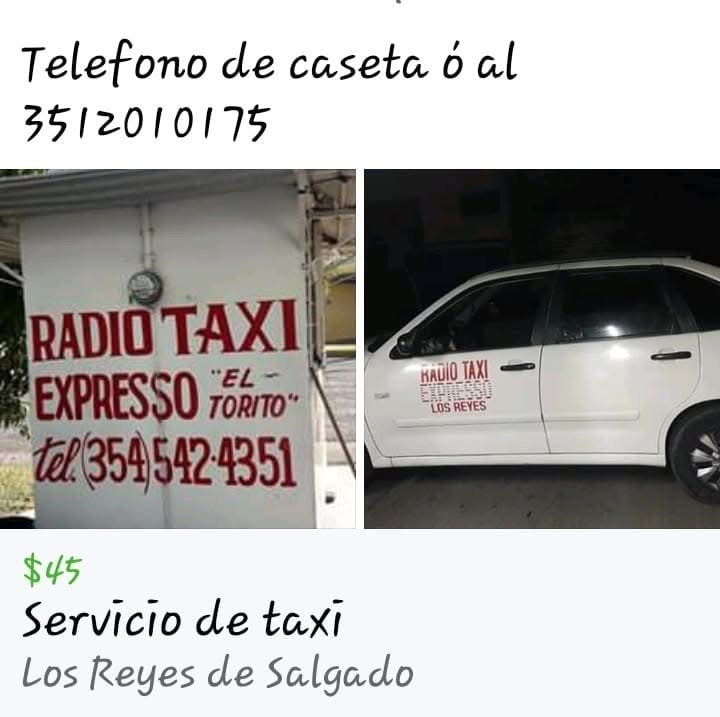 Telefono de caseta ó al
3512010175
RADIO TAXI
EXPRESSO "EL TORITO"
tel.(354)542-4351
RADIO TAXI
EXPRESSO
LOS REYES
$45
Servicio de taxi
Los Reyes de Salgado